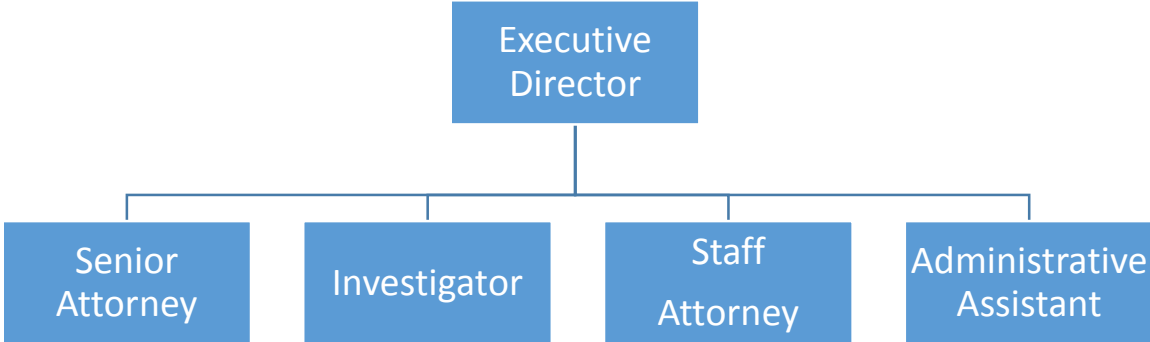 Executive
Director
Senior
Attorney
Investigator
Staff
Attorney
Administrative
Assistant